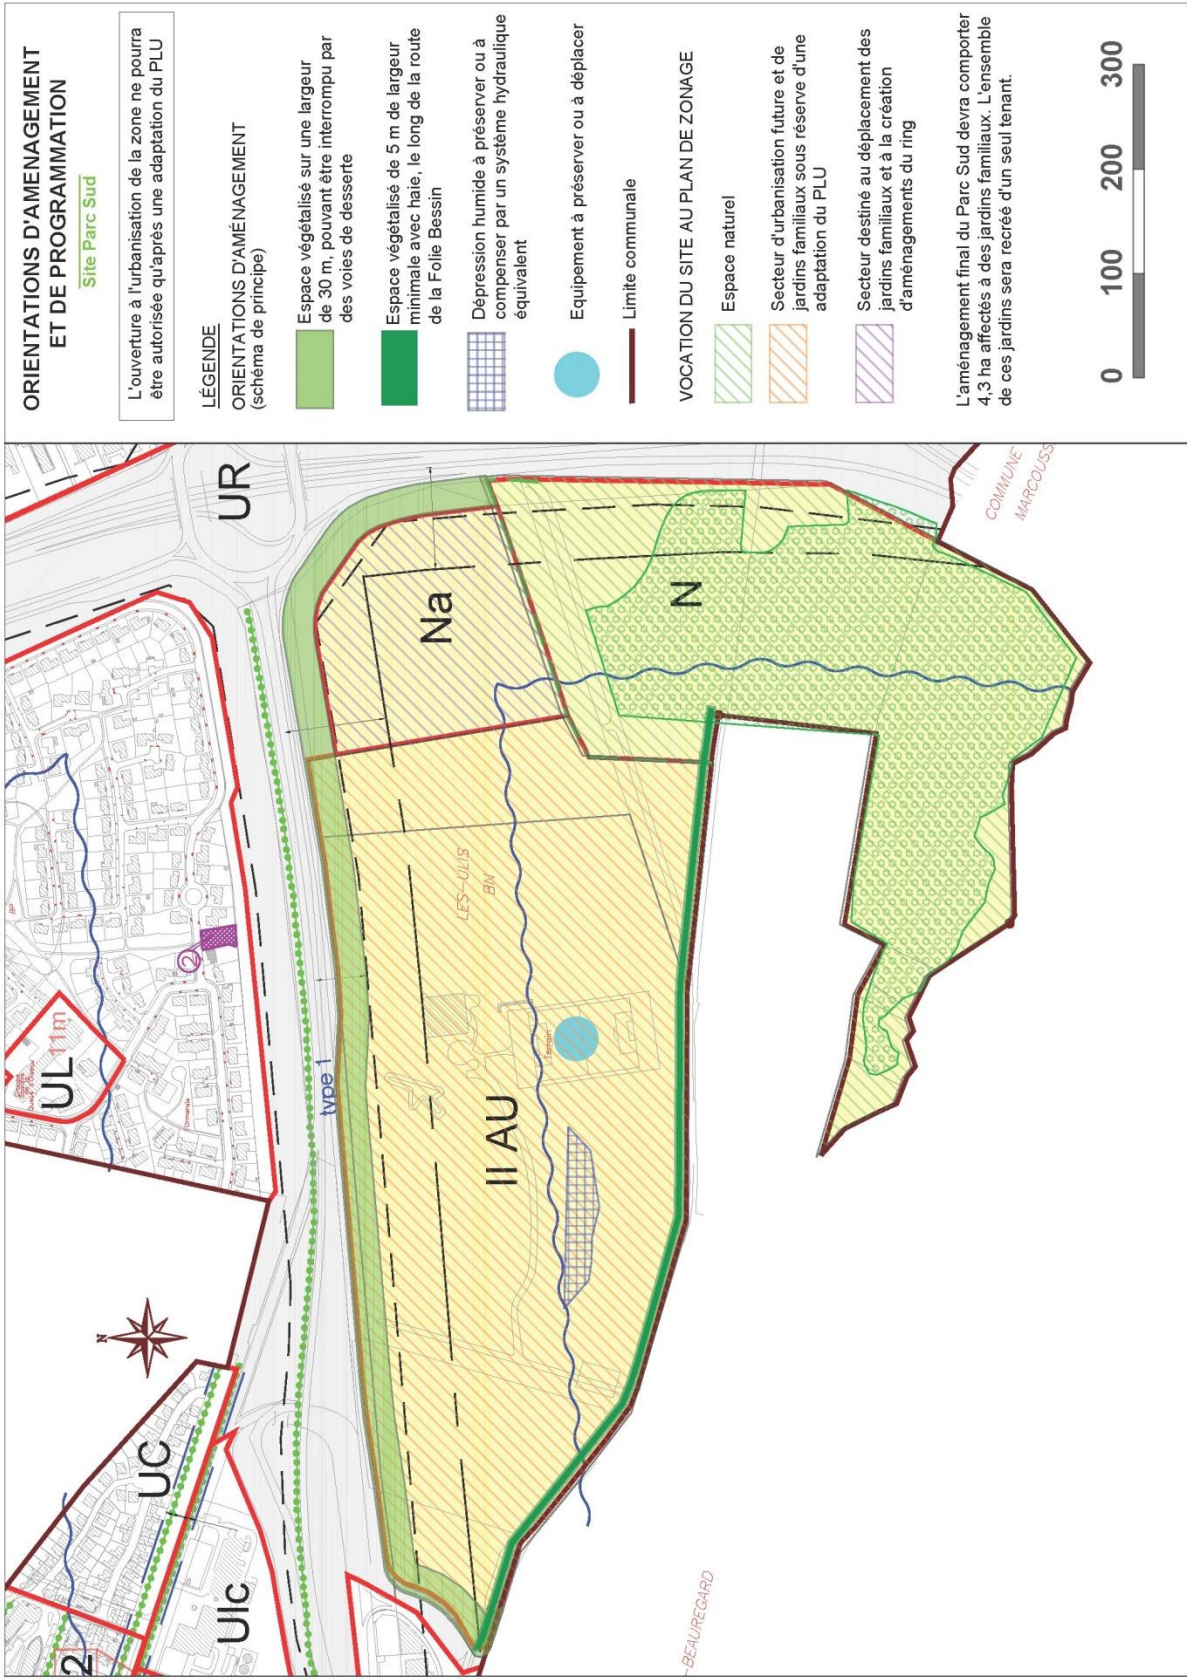 ORIENTATIONS D'AMENAGEMENT
ET DE PROGRAMMATION
Site Parc Sud
L'ouverture à l'urbanisation de la zone ne pourra
être autorisée qu'après une adaptation du PLU
LÉGENDE
ORIENTATIONS D'AMÉNAGEMENT
(schéma de principe)
Espace végétalisé sur une largeur
de 30 m, pouvant être interrompu par
des voies de desserte
Espace végétalisé de 5 m de largeur
minimale avec haie, le long de la route
de la Folie Bessin
Dépression humide à préserver ou à
compenser par un système hydraulique
équivalent
Equipement à préserver ou à déplacer
Limite communale
VOCATION DU SITE AU PLAN DE ZONAGE
Espace naturel
Secteur d'urbanisation future et de
jardins familiaux sous réserve d'une
adaptation du PLU
Secteur destiné au déplacement des
jardins familiaux et à la création
d'aménagements du ring
L'aménagement final du Parc Sud devra comporter
4,3 ha affectés à des jardins familiaux. L'ensemble
de ces jardins sera recréé d'un seul tenant.
0 100 200 300
2
UC
UIc
N
UL 11m
BP
2
UR
type 1
II AU
LES-ULIS
BN
Terrain
Na
N
COMMUNE
MARCOUSS
-BEAUREGARD